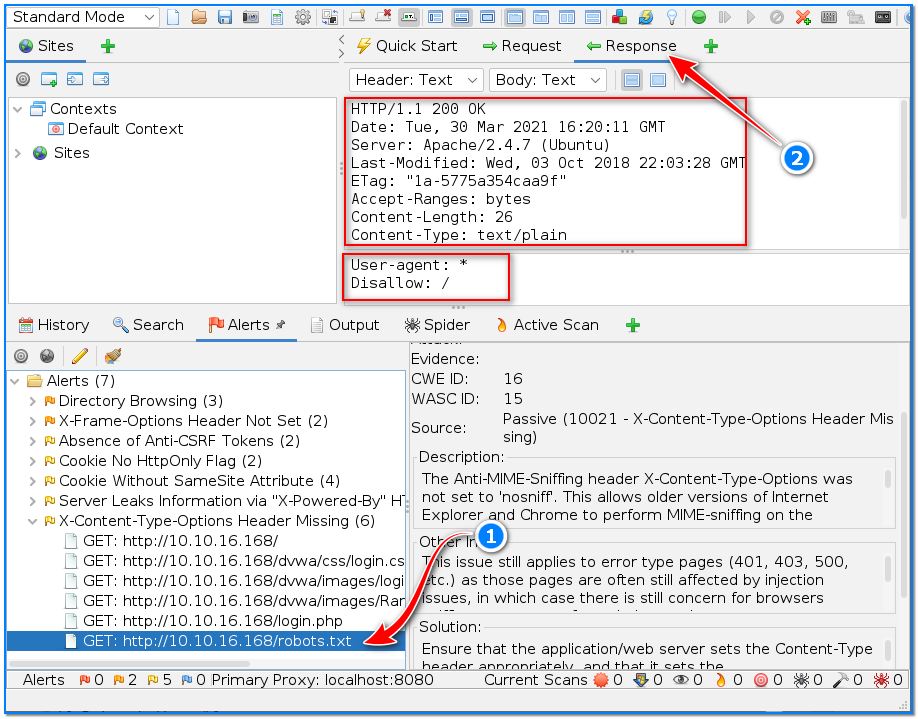 Standard Mode
Sites
Quick Start
Request
Response
Header: Text
Body: Text
Contexts
Default Context
Sites
HTTP/1.1 200 OK
Date: Tue, 30 Mar 2021 16:20:11 GMT
Server: Apache/2.4.7 (Ubuntu)
Last-Modified: Wed, 03 Oct 2018 22:03:28 GMT
ETag: "1a-5775a354caa9f"
Accept-Ranges: bytes
Content-Length: 26
Content-Type: text/plain
2
User-agent: *
Disallow: /
History
Search
Alerts
Output
Spider
Active Scan
Alerts (7)
Directory Browsing (3)
X-Frame-Options Header Not Set (2)
Absence of Anti-CSRF Tokens (2)
Cookie No HttpOnly Flag (2)
Cookie Without SameSite Attribute (4)
Server Leaks Information via "X-Powered-By" HT
X-Content-Type-Options Header Missing (6)
GET: http://10.10.16.168/
GET: http://10.10.16.168/dvwa/css/login.cs
GET: http://10.10.16.168/dvwa/images/logi
GET: http://10.10.16.168/dvwa/images/Ran
GET: http://10.10.16.168/login.php
GET: http://10.10.16.168/robots.txt
1
Evidence:
CWE ID: 16
WASC ID: 15
Source: Passive (10021 - X-Content-Type-Options Header Mis
sing)
Description:
The Anti-MIME-Sniffing header X-Content-Type-Options was
not set to 'nosniff'. This allows older versions of Internet
Explorer and Chrome to perform MIME-sniffing on the
Other In
This issue still applies to error type pages (401, 403, 500,
etc.) as those pages are often still affected by injection
issues, in which case there is still concern for browsers
Solution:
Ensure that the application/web server sets the Content-Type
header appropriately, and that it sets the
Alerts 0 2 5 0 Primary Proxy: localhost:8080
Current Scans 0 0 0 0 0 0 0 0